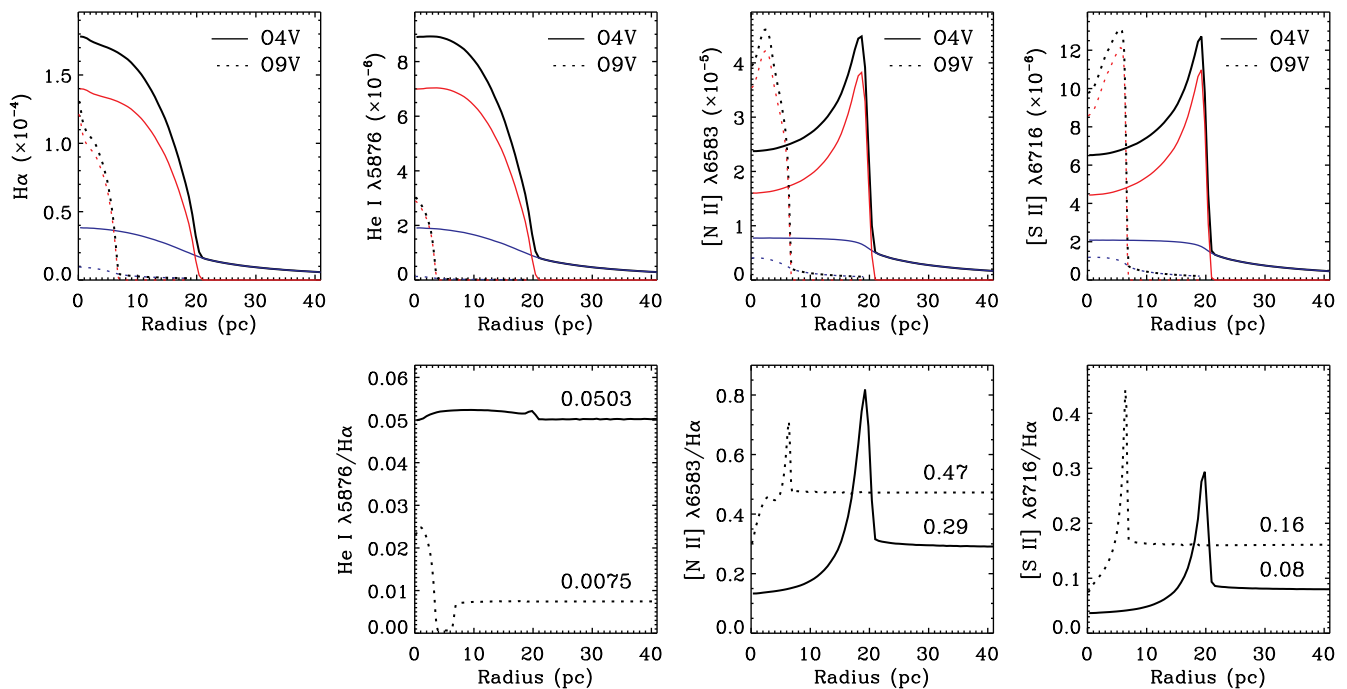 Hα (×10⁻⁴)
1.5
1.0
0.5
0.0
O4V
O9V
0 10 20 30 40
Radius (pc)
He I λ5876 (×10⁻⁶)
8
6
4
2
0
O4V
O9V
0 10 20 30 40
Radius (pc)
[N II] λ6583 (×10⁻⁵)
4
3
2
1
0
O4V
O9V
0 10 20 30 40
Radius (pc)
[S II] λ6716 (×10⁻⁶)
12
10
8
6
4
2
0
O4V
O9V
0 10 20 30 40
Radius (pc)
He I λ5876/Hα
0.06
0.05
0.04
0.03
0.02
0.01
0.00
0.0503
0.0075
0 10 20 30 40
Radius (pc)
[N II] λ6583/Hα
0.8
0.6
0.4
0.2
0.0
0.47
0.29
0 10 20 30 40
Radius (pc)
[S II] λ6716/Hα
0.4
0.3
0.2
0.1
0.0
0.16
0.08
0 10 20 30 40
Radius (pc)